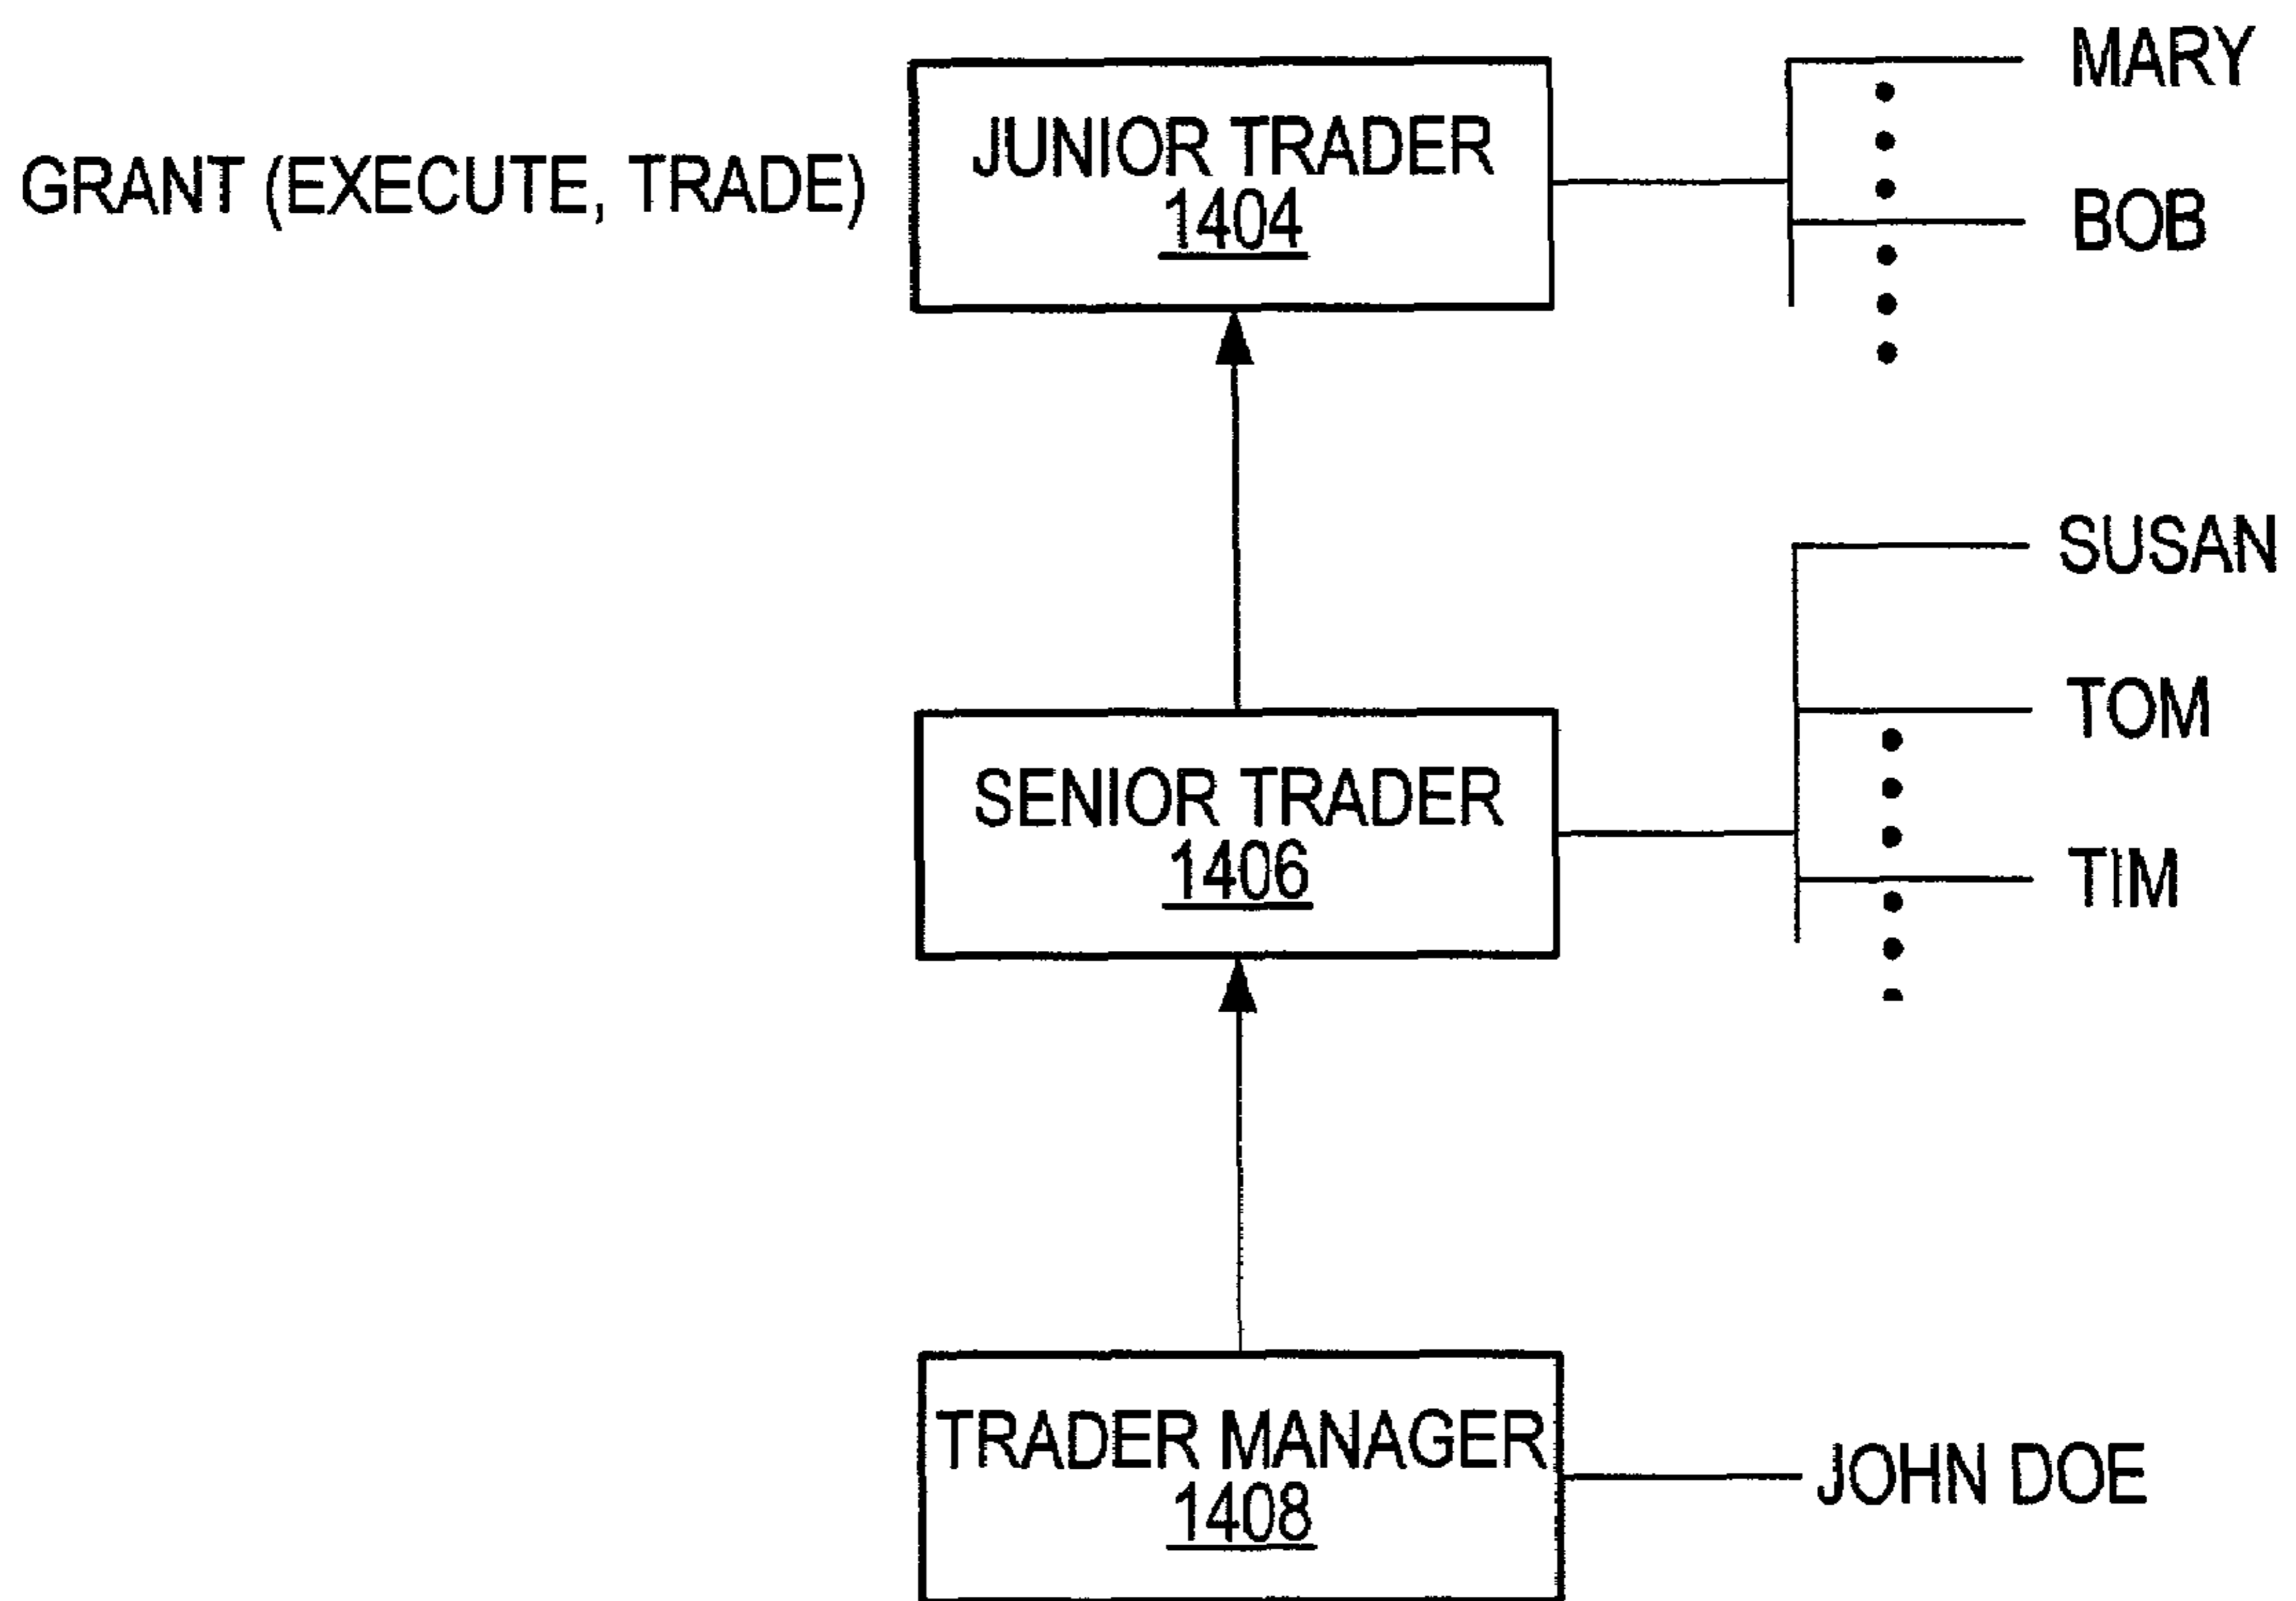 MARY
JUNIOR TRADER
1404
GRANT (EXECUTE, TRADE)
BOB
SUSAN
TOM
SENIOR TRADER
1406
TIM
TRADER MANAGER
1408
JOHN DOE